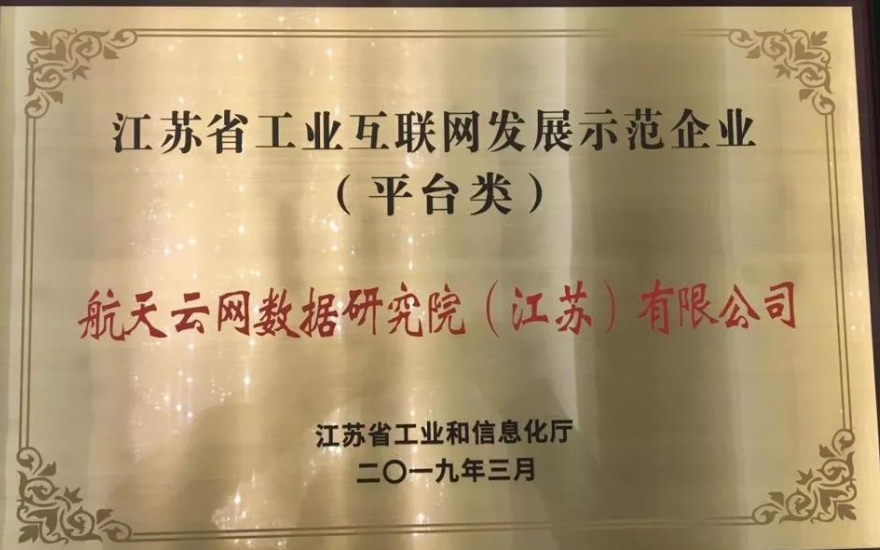 江苏省工业互联网发展示范企业
（平台类）
航天云网数据研究院（江苏）有限公司
江苏省工业和信息化厅
二〇一九年三月